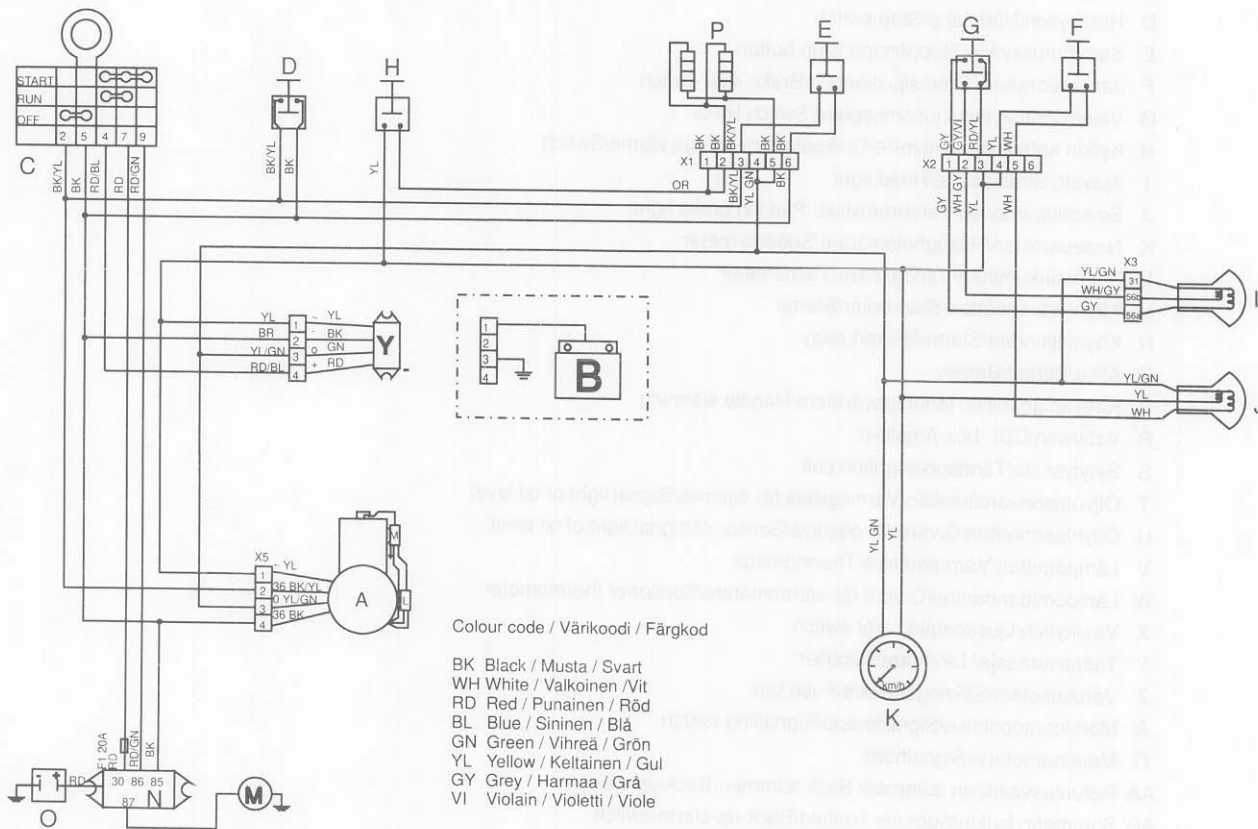 START
RUN
OFF
2 5 4 7 9
C
BK/YL
BK
RD/BL
RD
RD/GN
D
BK/YL
BK
H
YL
P
E
BK
BK
BK/Y
BK
BK
X1
1 2 3 4 5 6
OR
BK/YL
YL GN
BK
G
F
GY
GY/V
RD/YL
YL
WH
X2
1 2 3 4 5 6
GY
WH GY
YL
WH
X3
YL/GN 31
WH/GY 56b
GY 56a
I
YL/GN
YL
WH
J
YL 1 ~ YL
BR 2 - BK
YL/GN 3 o GN
RD/BL 4 + RD
Y
1
2
3
4
B
X5
~ YL
1
2 36 BK/YL
3 0 YL/GN
4 36 BK
A
M
L
YL GN
YL
km/h
K
Colour code / Värikoodi / Färgkod
BK Black / Musta / Svart
WH White / Valkoinen /Vit
RD Red / Punainen / Röd
BL Blue / Sininen / Blå
GN Green / Vihreä / Grön
YL Yellow / Keltainen / Gul
GY Grey / Harmaa / Grå
VI Violain / Violetti / Viole
F1 20A
RD
RD/GN
BK
- +
RD
30 86 85
87
N
M
O